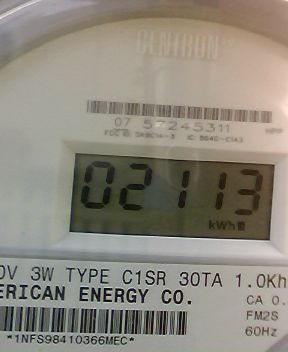 CENTRON
07 57245311
02113
kWh
0V 3W TYPE C1SR 30TA 1.0Kh
ERICAN ENERGY CO.
CA 0.
FM2S
60Hz
*1NFS98410366MEC*